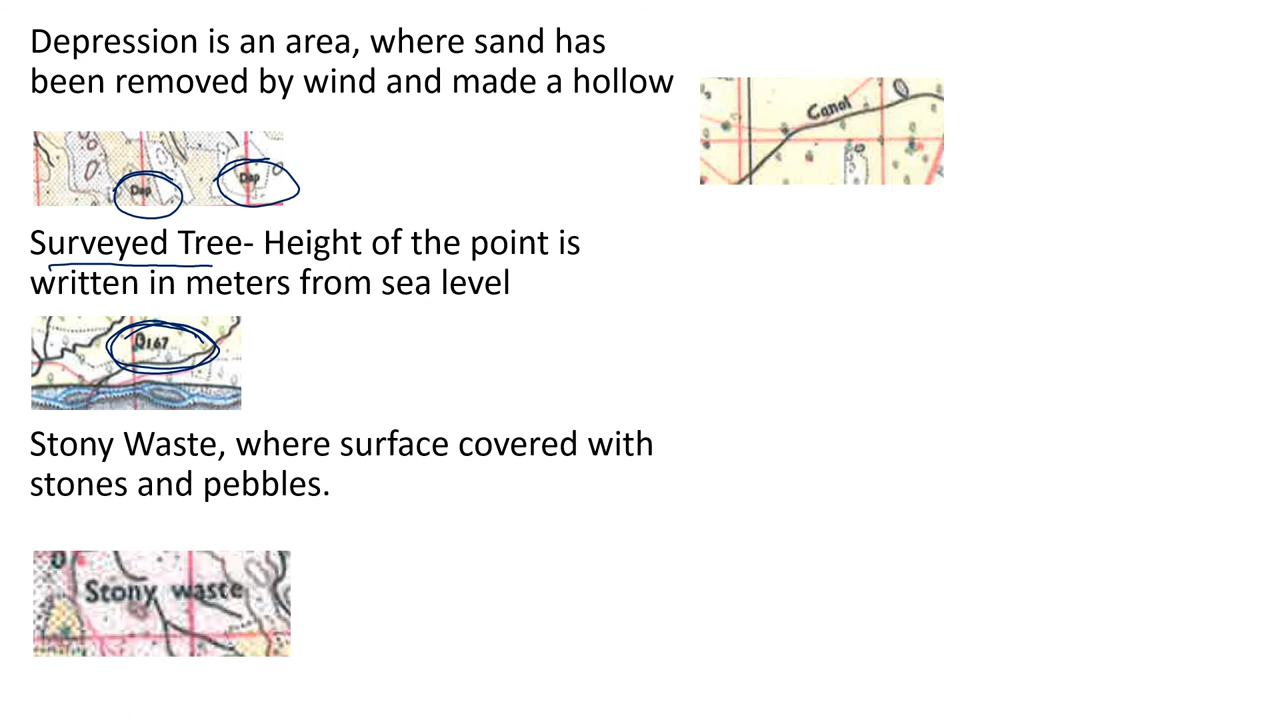 Depression is an area, where sand has
been removed by wind and made a hollow
Canal
Dep
Dep
Surveyed Tree- Height of the point is
written in meters from sea level
167
Stony Waste, where surface covered with
stones and pebbles.
Stony waste